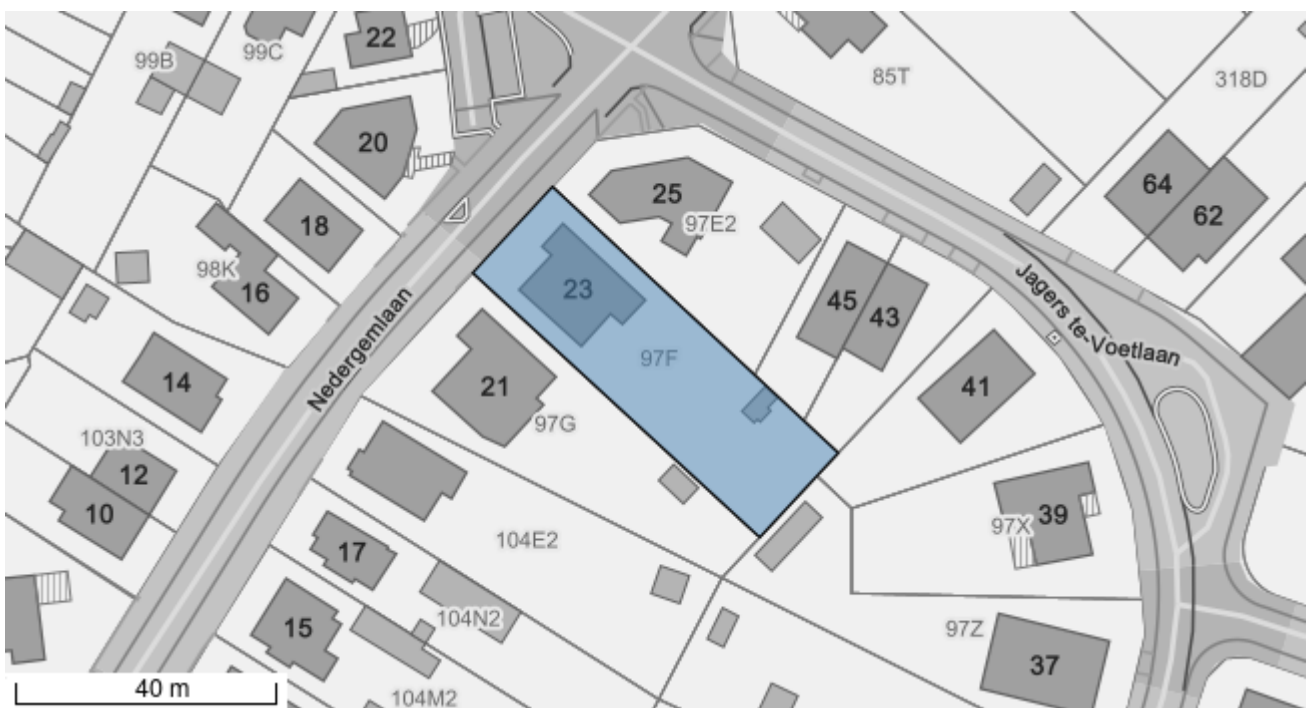 22
99C
99B
85T
318D
20
64
62
25
97E2
18
98K
16
23
45
43
Jagers te-Voetlaan
97F
Nedergemlaan
14
21
41
97G
103N3
12
10
39
97X
17
104E2
104N2
15
97Z
37
40 m
104M2